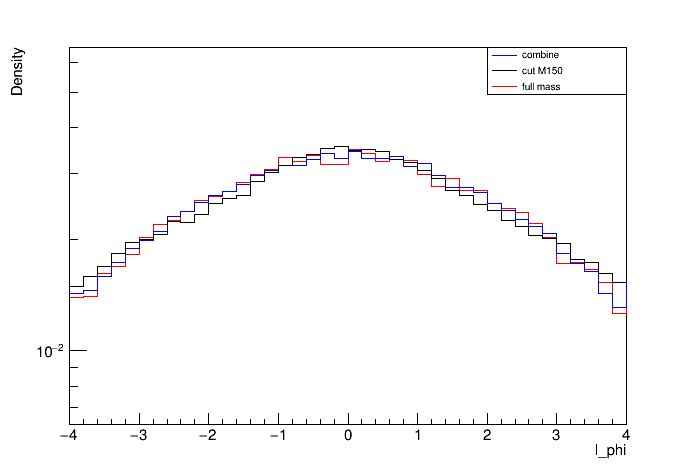 Density
combine
cut M150
full mass
10−2
−4 −3 −2 −1 0 1 2 3 4
l_phi